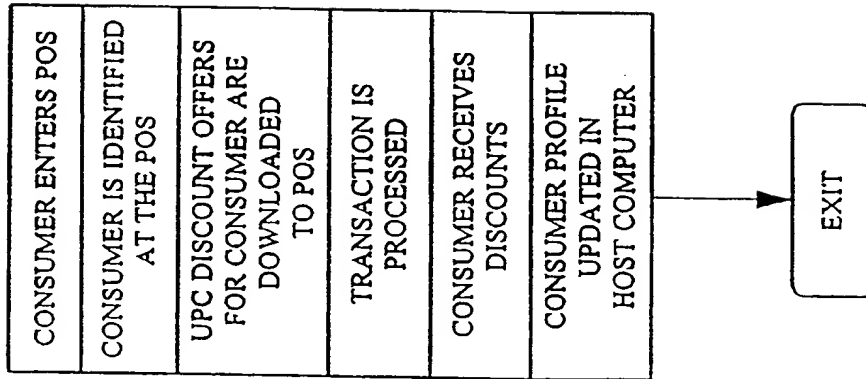 CONSUMER ENTERS POS
CONSUMER IS IDENTIFIED
AT THE POS
UPC DISCOUNT OFFERS
FOR CONSUMER ARE
DOWNLOADED
TO POS
TRANSACTION IS
PROCESSED
CONSUMER RECEIVES
DISCOUNTS
CONSUMER PROFILE
UPDATED IN
HOST COMPUTER
EXIT